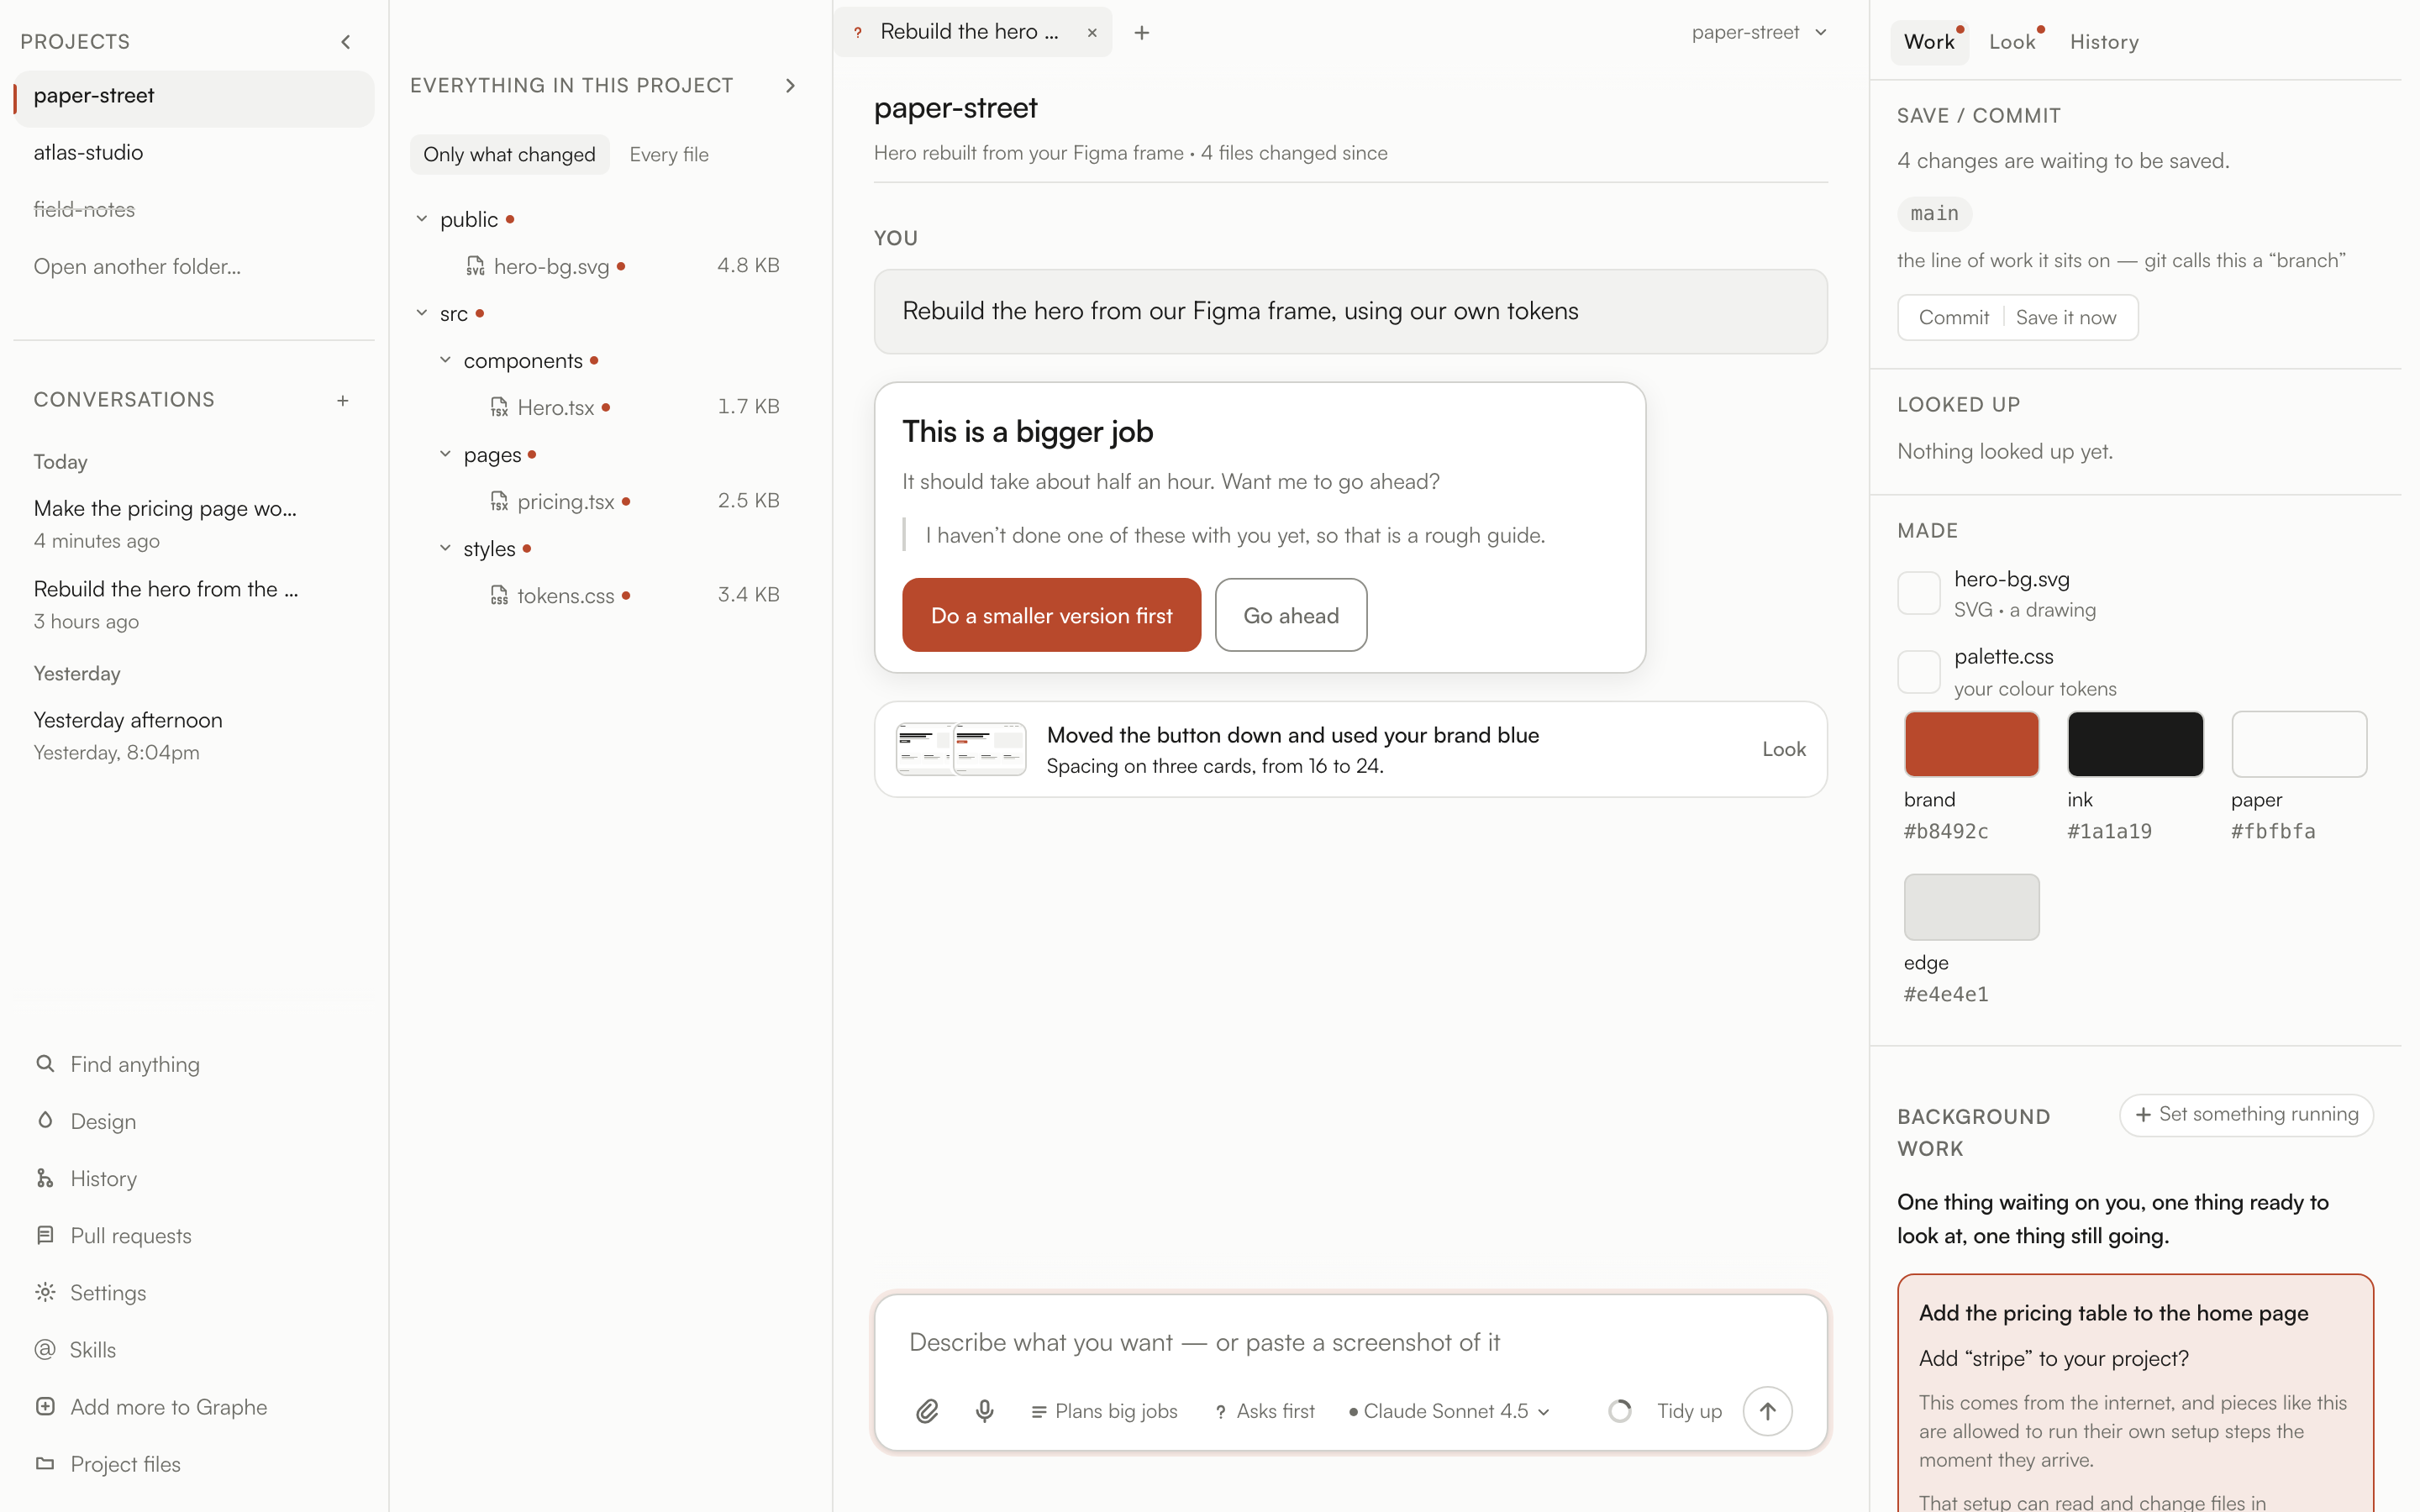 PROJECTS
paper-street
atlas-studio
field-notes
Open another folder...
CONVERSATIONS
+
Today
Make the pricing page wo...
4 minutes ago
Rebuild the hero from the ...
3 hours ago
Yesterday
Yesterday afternoon
Yesterday, 8:04pm
Find anything
Design
History
Pull requests
Settings
Skills
Add more to Graphe
Project files
EVERYTHING IN THIS PROJECT
Only what changed
Every file
public
SVG hero-bg.svg 4.8 KB
src
components
TSX Hero.tsx 1.7 KB
pages
TSX pricing.tsx 2.5 KB
styles
CSS tokens.css 3.4 KB
? Rebuild the hero ... × +
paper-street
paper-street
Hero rebuilt from your Figma frame · 4 files changed since
YOU
Rebuild the hero from our Figma frame, using our own tokens
This is a bigger job
It should take about half an hour. Want me to go ahead?
I haven’t done one of these with you yet, so that is a rough guide.
Do a smaller version first
Go ahead
Moved the button down and used your brand blue
Spacing on three cards, from 16 to 24.
Look
Describe what you want — or paste a screenshot of it
Plans big jobs
? Asks first
Claude Sonnet 4.5
Tidy up
Work
Look
History
SAVE / COMMIT
4 changes are waiting to be saved.
main
the line of work it sits on — git calls this a “branch”
Commit
Save it now
LOOKED UP
Nothing looked up yet.
MADE
hero-bg.svg
SVG · a drawing
palette.css
your colour tokens
brand
#b8492c
ink
#1a1a19
paper
#fbfbfa
edge
#e4e4e1
BACKGROUND
WORK
+ Set something running
One thing waiting on you, one thing ready to
look at, one thing still going.
Add the pricing table to the home page
Add “stripe” to your project?
This comes from the internet, and pieces like this
are allowed to run their own setup steps the
moment they arrive.
That setup can read and change files in